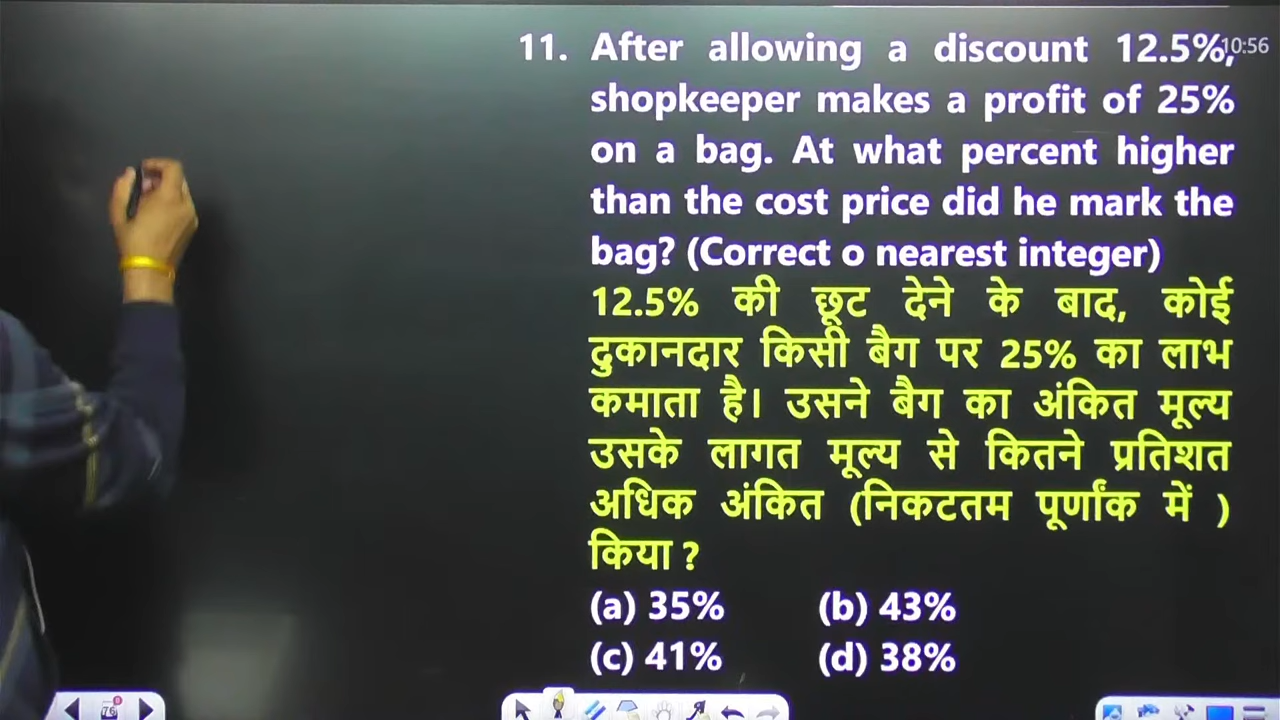 11. After allowing a discount 12.5%,
10:56
shopkeeper makes a profit of 25%
on a bag. At what percent higher
than the cost price did he mark the
bag? (Correct o nearest integer)
12.5% की छूट देने के बाद, कोई
दुकानदार किसी बैग पर 25% का लाभ
कमाता है। उसने बैग का अंकित मूल्य
उसके लागत मूल्य से कितने प्रतिशत
अधिक अंकित (निकटतम पूर्णांक में )
किया ?
(a) 35% (b) 43%
(c) 41% (d) 38%
76